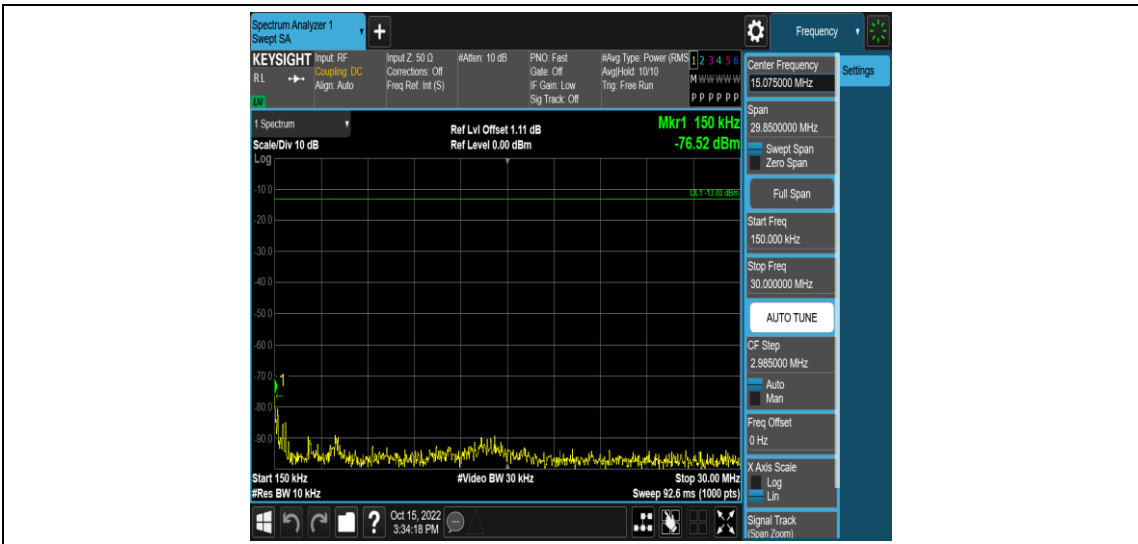 Spectrum Analyzer 1
Swept SA
+
Frequency
KEYSIGHT
RL
LW
Input: RF
Coupling: DC
Align: Auto
Input Z: 50 Ω
Corrections: Off
Freq Ref: Int (S)
#Atten: 10 dB
PNO: Fast
Gate: Off
IF Gain: Low
Sig Track: Off
#Avg Type: Power (RMS
Avg|Hold: 10/10
Trig: Free Run
1 2 3 4 5 6
M W W W W W
P P P P P P
1 Spectrum
Scale/Div 10 dB
Ref Lvl Offset 1.11 dB
Ref Level 0.00 dBm
Mkr1 150 kHz
-76.52 dBm
Log
DL1 -13.00 dBm
-10.0
-20.0
-30.0
-40.0
-50.0
-60.0
-70.0
1
-80.0
-90.0
Start 150 kHz
#Video BW 30 kHz
Stop 30.00 MHz
#Res BW 10 kHz
Sweep 92.6 ms (1000 pts)
Center Frequency
15.075000 MHz
Settings
Span
29.8500000 MHz
Swept Span
Zero Span
Full Span
Start Freq
150.000 kHz
Stop Freq
30.000000 MHz
AUTO TUNE
CF Step
2.985000 MHz
Auto
Man
Freq Offset
0 Hz
X Axis Scale
Log
Lin
Signal Track
(Span Zoom)
?
Oct 15, 2022
3:34:18 PM